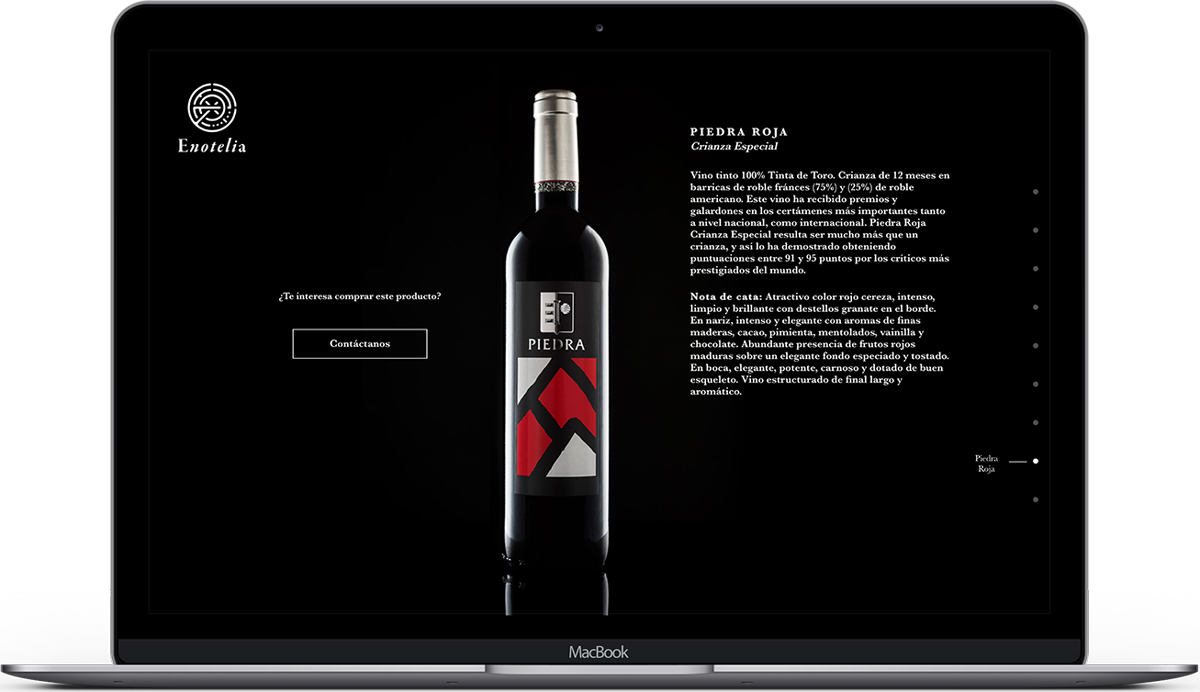 Enotelia
PIEDRA ROJA
Crianza Especial
Vino tinto 100% Tinta de Toro. Crianza de 12 meses en
barricas de roble fránces (75%) y (25%) de roble
americano. Este vino ha recibido premios y
galardones en los certámenes más importantes tanto
a nivel nacional, como internacional. Piedra Roja
Crianza Especial resulta ser mucho más que un
crianza, y así lo ha demostrado obteniendo
puntuaciones entre 91 y 95 puntos por los críticos más
prestigiados del mundo.
Nota de cata: Atractivo color rojo cereza, intenso,
limpio y brillante con destellos granate en el borde.
En nariz, intenso y elegante con aromas de finas
maderas, cacao, pimienta, mentolados, vainilla y
chocolate. Abundante presencia de frutos rojos
maduras sobre un elegante fondo especiado y tostado.
En boca, elegante, potente, carnoso y dotado de buen
esqueleto. Vino estructurado de final largo y
aromático.
¿Te interesa comprar este producto?
Contáctanos
PIEDRA
Piedra
Roja
MacBook